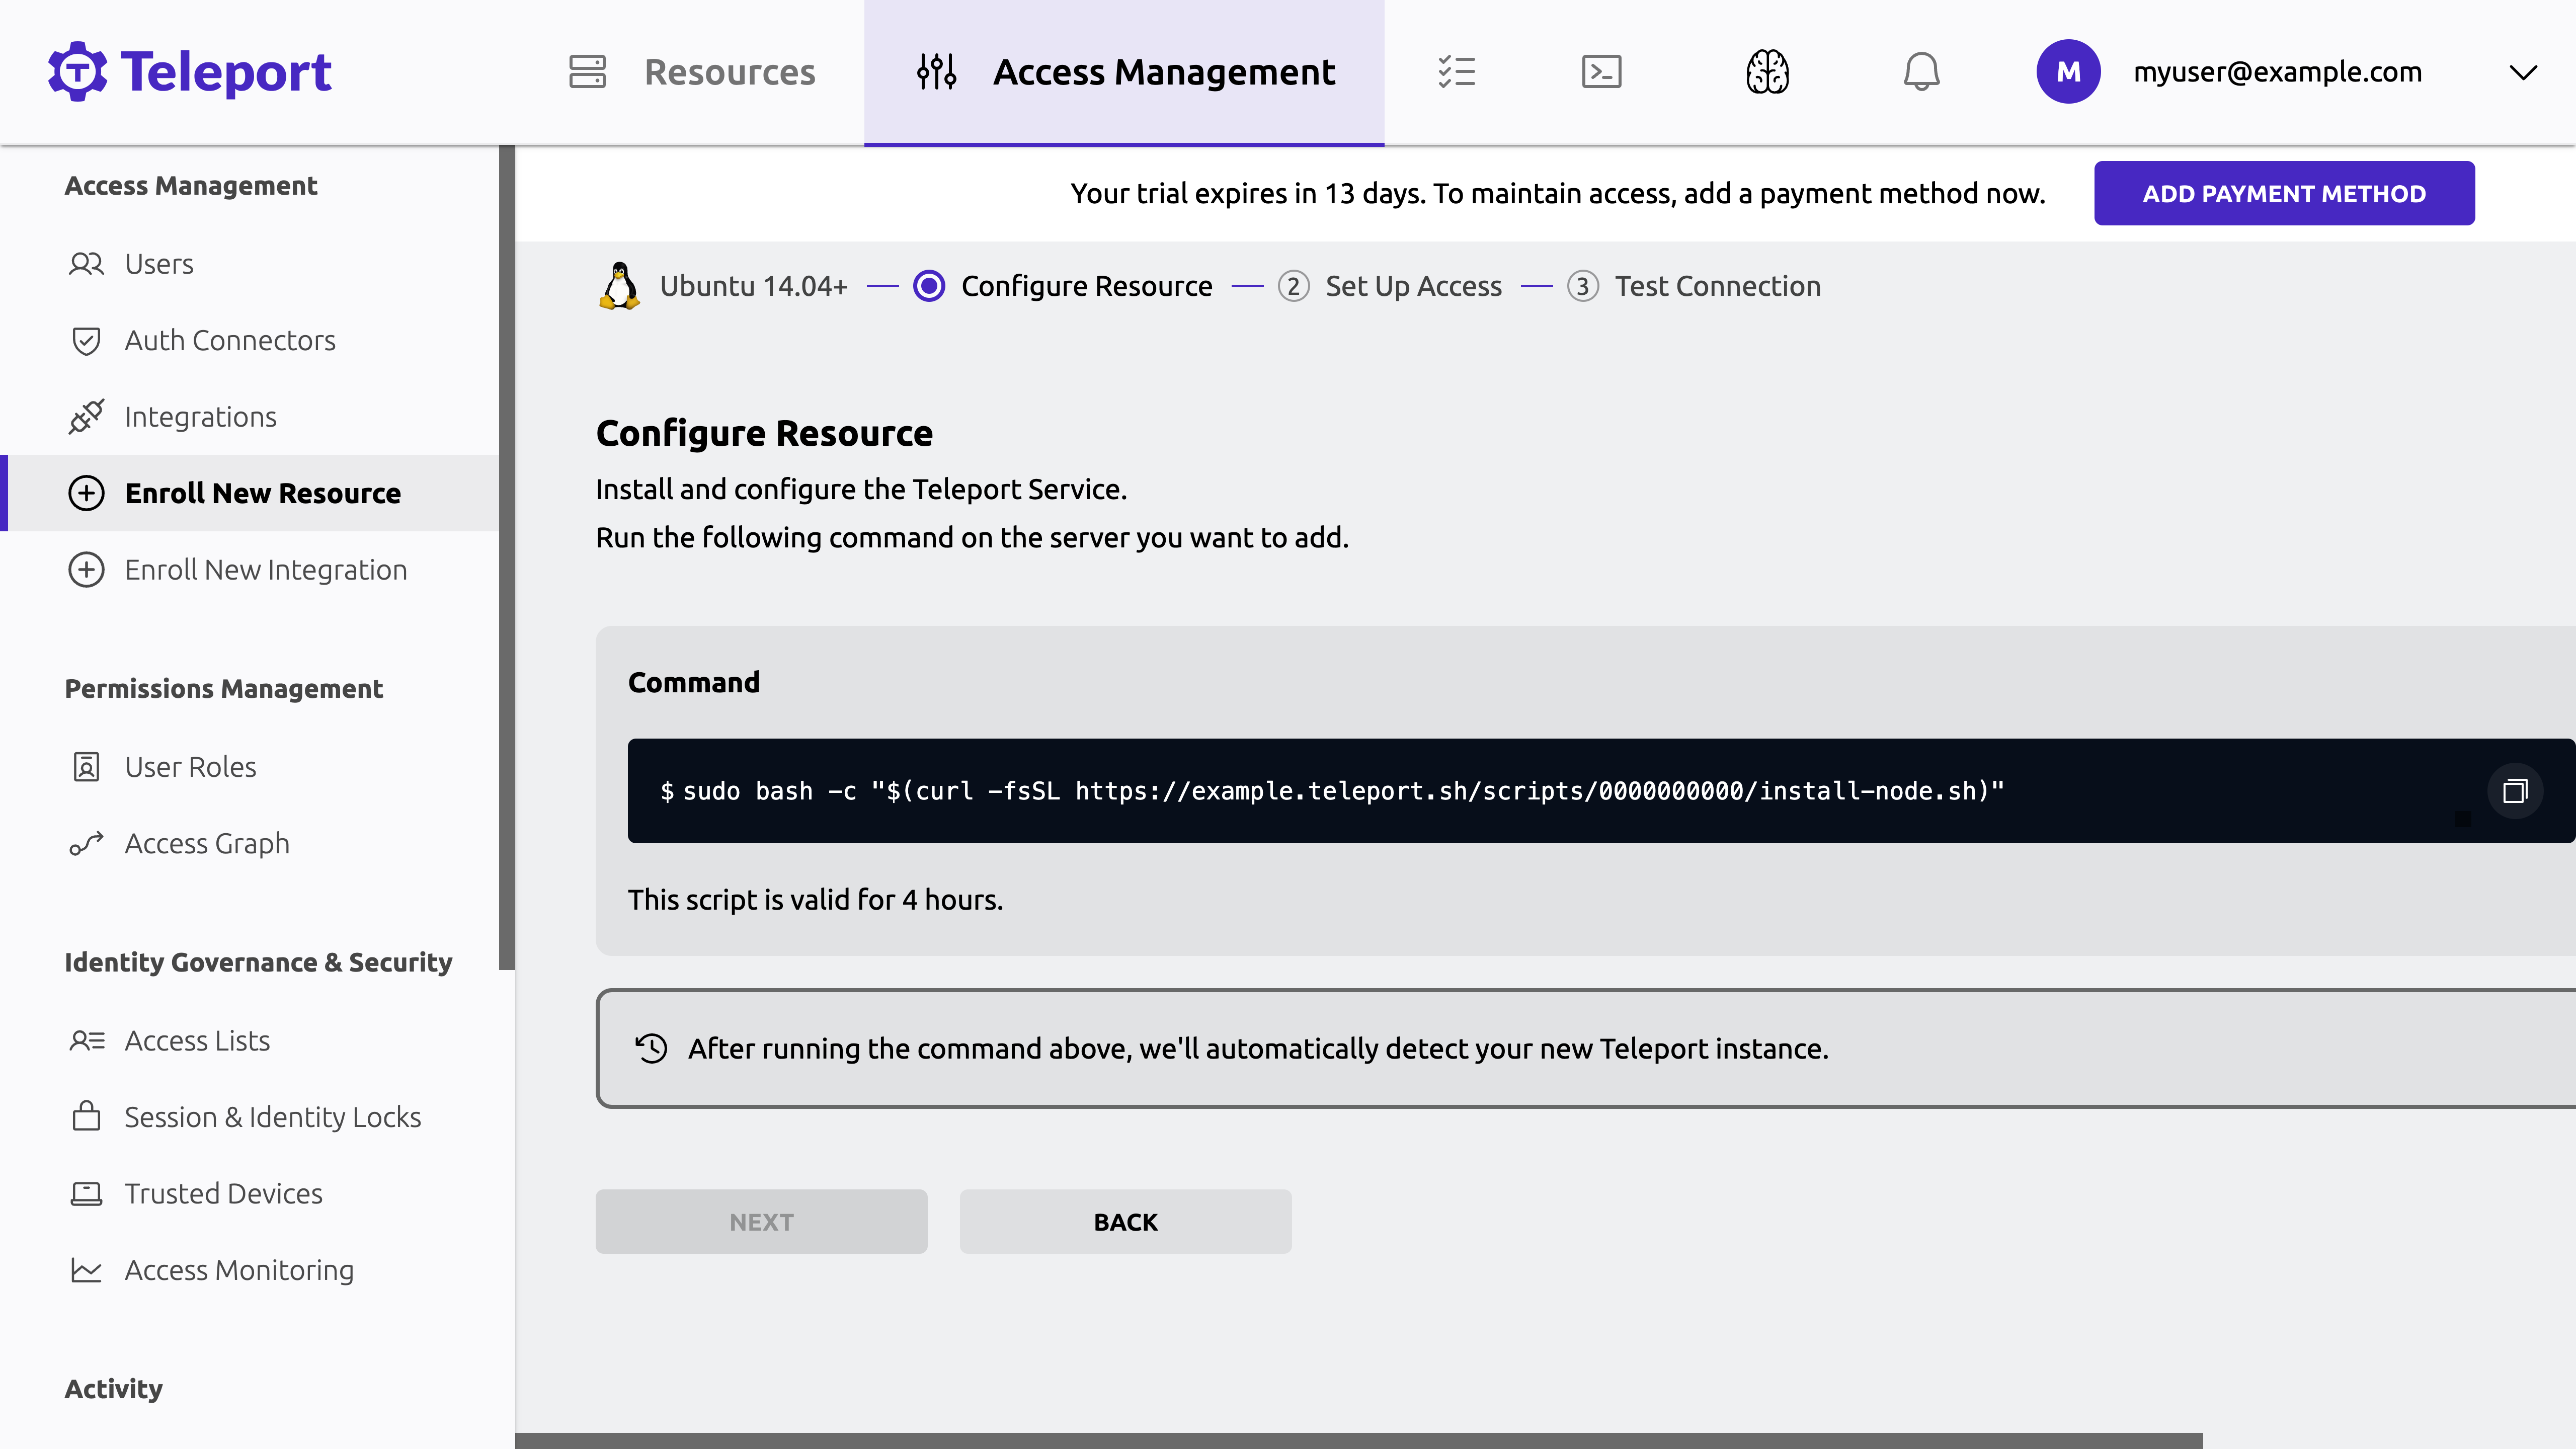 Teleport
Resources
Access Management
M
myuser@example.com
Access Management
Users
Auth Connectors
Integrations
Enroll New Resource
Enroll New Integration
Permissions Management
User Roles
Access Graph
Identity Governance & Security
Access Lists
Session & Identity Locks
Trusted Devices
Access Monitoring
Activity
Your trial expires in 13 days. To maintain access, add a payment method now.
ADD PAYMENT METHOD
Ubuntu 14.04+
Configure Resource
2 Set Up Access
3 Test Connection
Configure Resource
Install and configure the Teleport Service.
Run the following command on the server you want to add.
Command
$ sudo bash -c "$(curl -fsSL https://example.teleport.sh/scripts/0000000000/install-node.sh)"
This script is valid for 4 hours.
After running the command above, we'll automatically detect your new Teleport instance.
NEXT
BACK